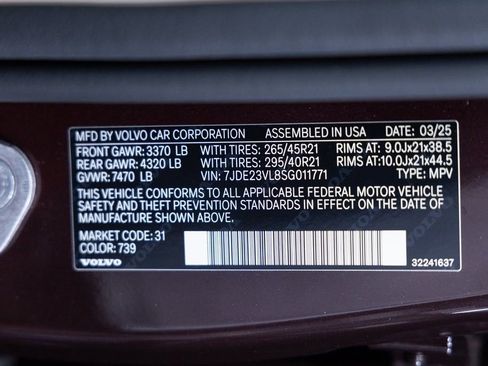 MFD BY VOLVO CAR CORPORATION ASSEMBLED IN USA DATE: 03/25
FRONT GAWR: 3370 LB WITH TIRES: 265/45R21 RIMS AT: 9.0Jx21x38.5
REAR GAWR: 4320 LB WITH TIRES: 295/40R21 RIMS AT:10.0Jx21x44.5
GVWR: 7470 LB VIN: 7JDE23VL8SG011771 TYPE: MPV
THIS VEHICLE CONFORMS TO ALL APPLICABLE FEDERAL MOTOR VEHICLE
SAFETY AND THEFT PREVENTION STANDARDS IN EFFECT ON THE DATE OF
MANUFACTURE SHOWN ABOVE.
MARKET CODE: 31
COLOR: 739
VOLVO 32241637